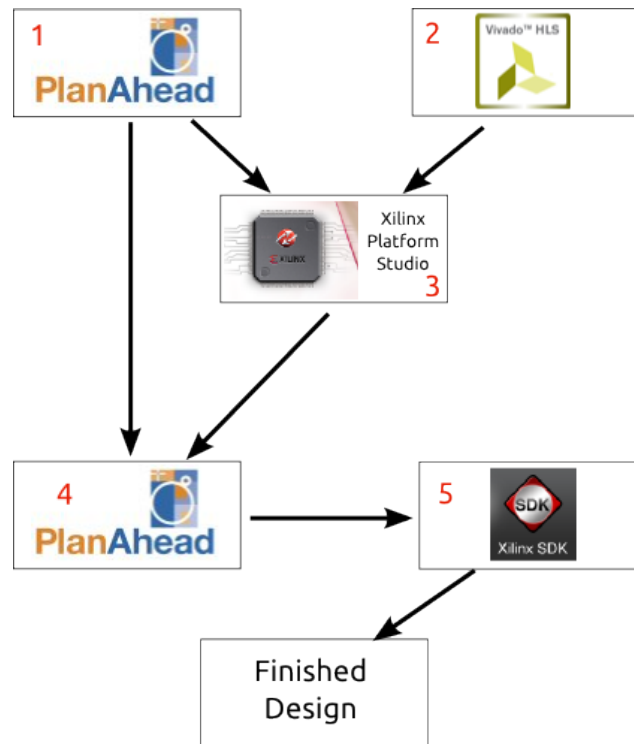 1
PlanAhead
2
Vivado™ HLS
XILINX
Xilinx
Platform
Studio
3
4
PlanAhead
5
SDK
Xilinx SDK
Finished
Design